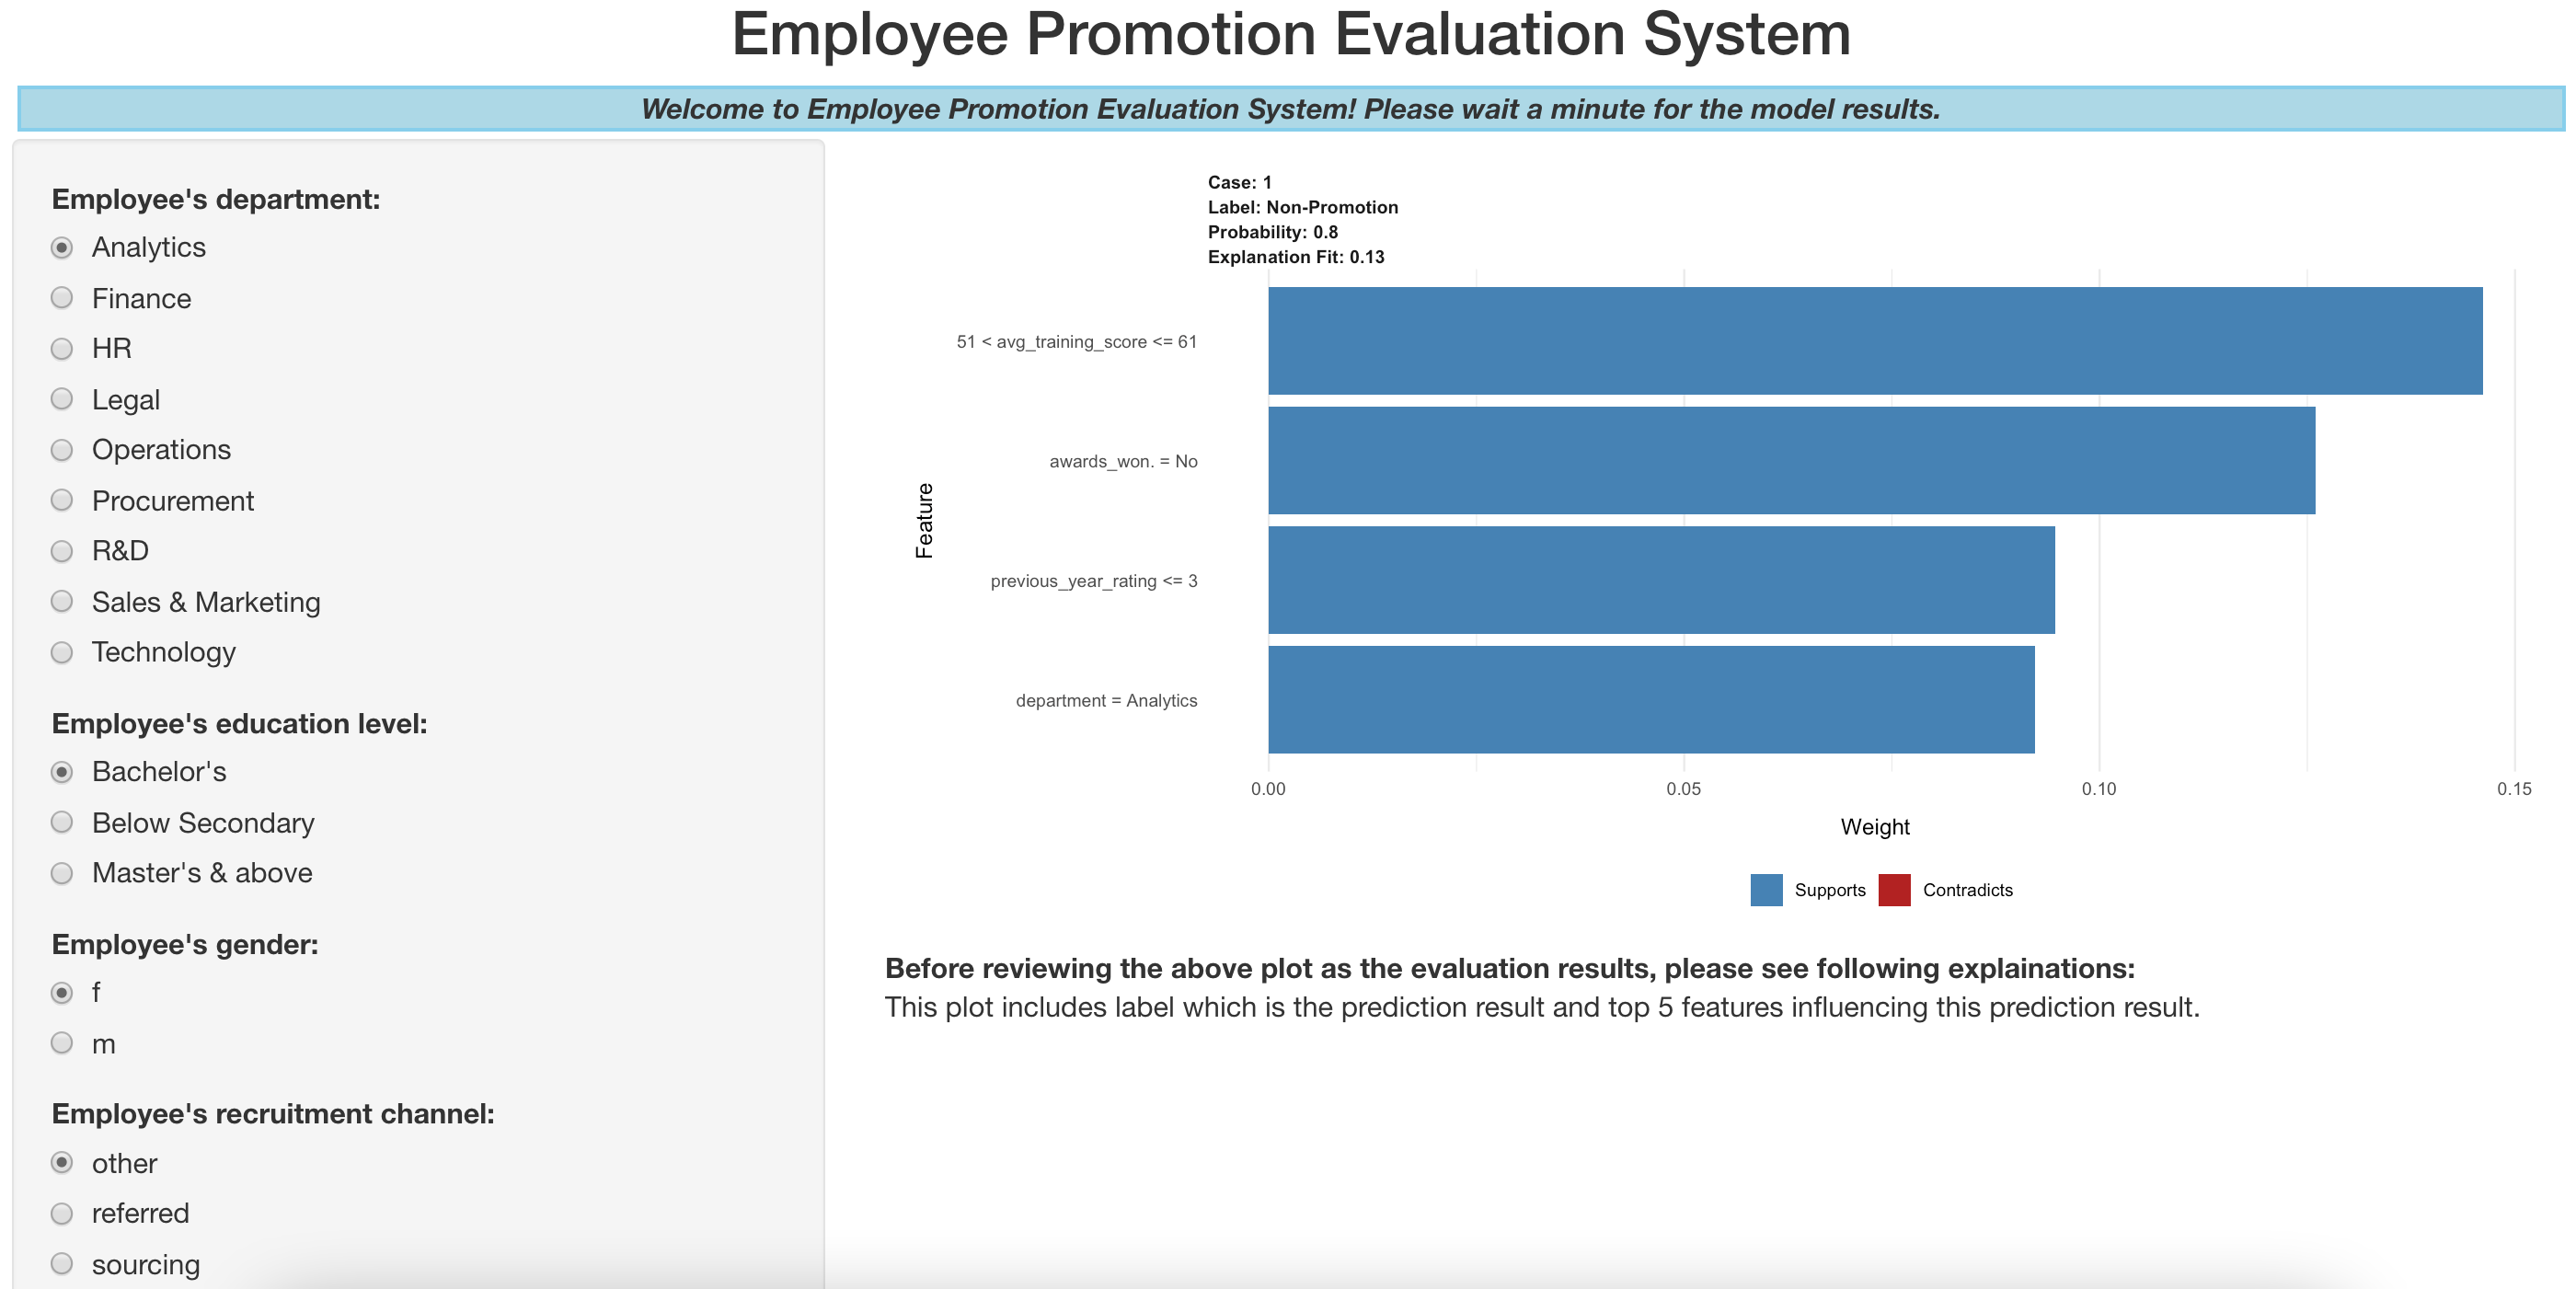 Employee Promotion Evaluation System
Welcome to Employee Promotion Evaluation System! Please wait a minute for the model results.
Employee's department:
Analytics
Finance
HR
Legal
Operations
Procurement
R&D
Sales & Marketing
Technology
Employee's education level:
Bachelor's
Below Secondary
Master's & above
Employee's gender:
f
m
Employee's recruitment channel:
other
referred
sourcing
Case: 1
Label: Non-Promotion
Probability: 0.8
Explanation Fit: 0.13
Feature
51 < avg_training_score <= 61
awards_won. = No
previous_year_rating <= 3
department = Analytics
0.00 0.05 0.10 0.15
Weight
Supports Contradicts
Before reviewing the above plot as the evaluation results, please see following explainations:
This plot includes label which is the prediction result and top 5 features influencing this prediction result.